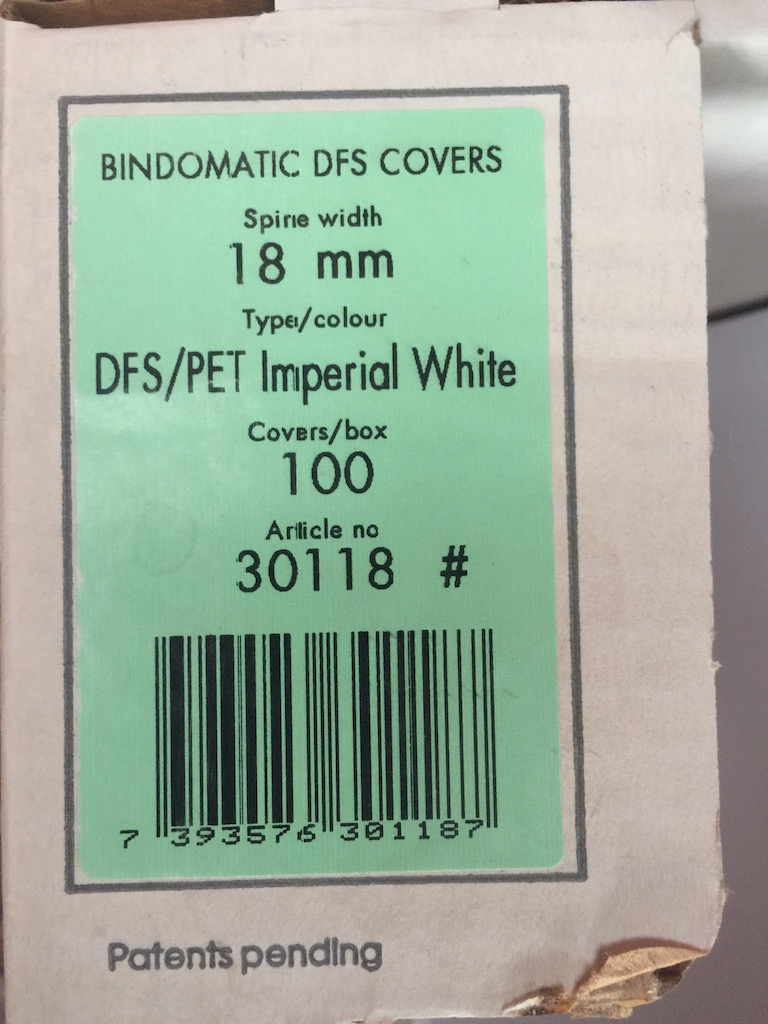 BINDOMATIC DFS COVERS
Spine width
18 mm
Type/colour
DFS/PET Imperial White
Covers/box
100
Article no
30118 #
7 393576 301187
Patents pending